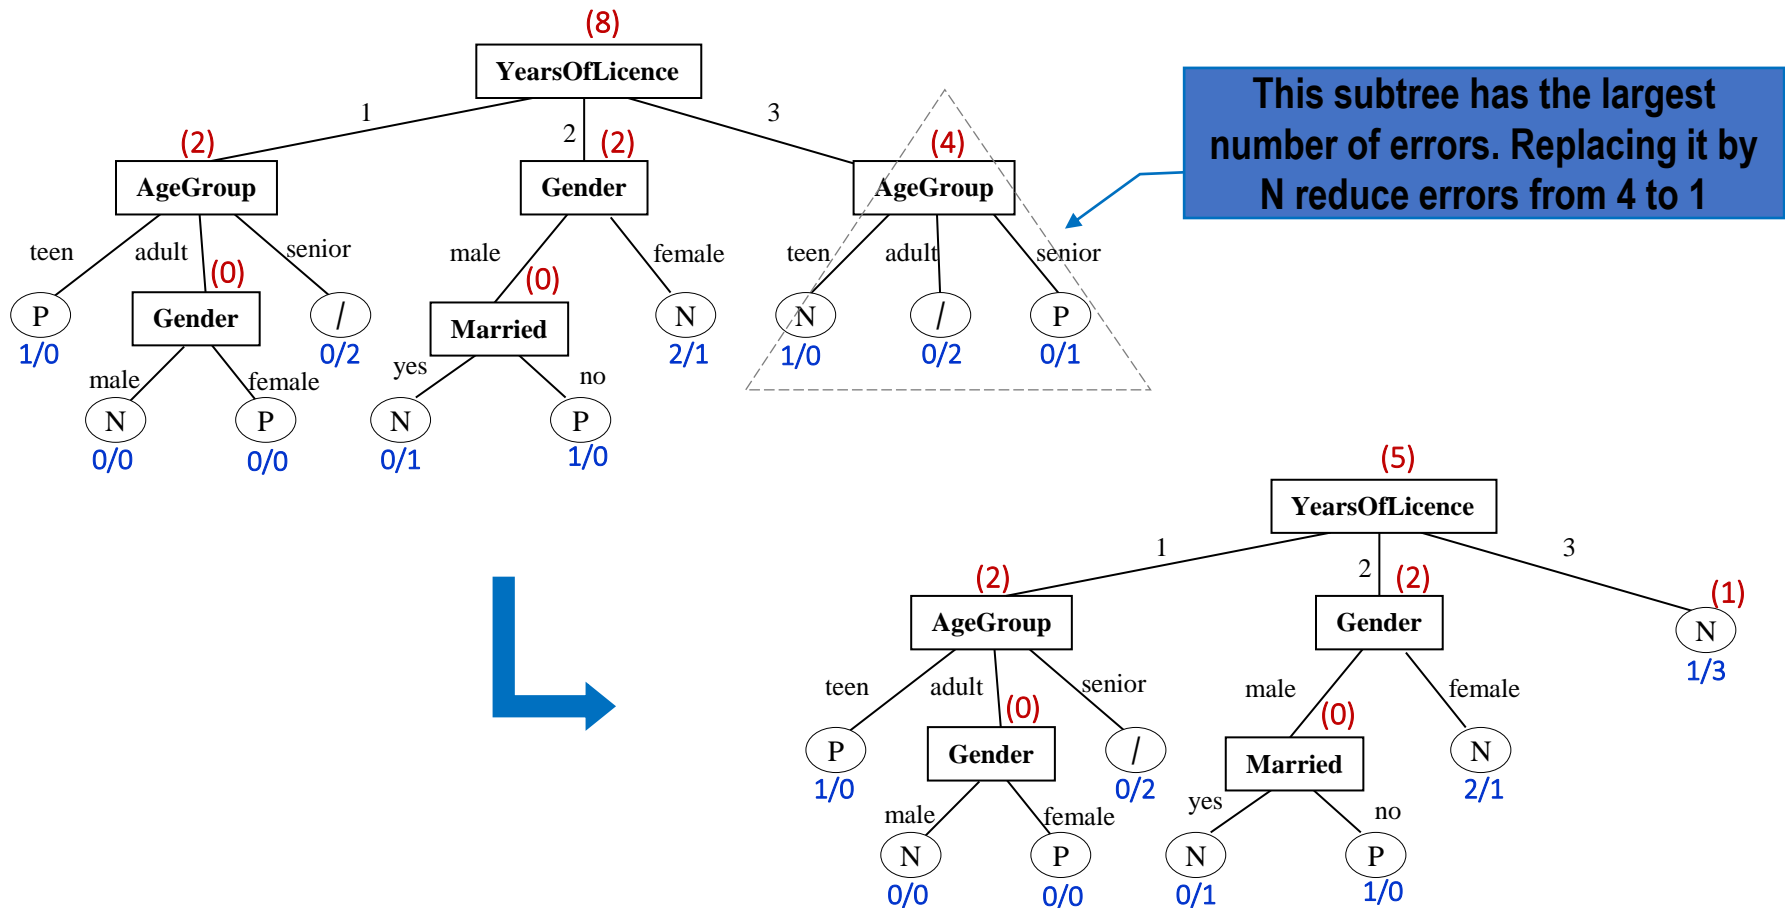 (8)
YearsOfLicence
1
2
3
(2)
(2)
(4)
AgeGroup
Gender
AgeGroup
This subtree has the largest
number of errors. Replacing it by
N reduce errors from 4 to 1
teen
adult
senior
male
female
teen
adult
senior
(0)
(0)
P
Gender
/
Married
N
N
/
P
1/0
0/2
2/1
1/0
0/2
0/1
male
female
yes
no
N
P
N
P
0/0
0/0
0/1
1/0
(5)
YearsOfLicence
1
2
3
(2)
(2)
(1)
AgeGroup
Gender
N
1/3
teen
adult
senior
male
female
(0)
(0)
P
Gender
/
Married
N
1/0
0/2
2/1
male
female
yes
no
N
P
N
P
0/0
0/0
0/1
1/0